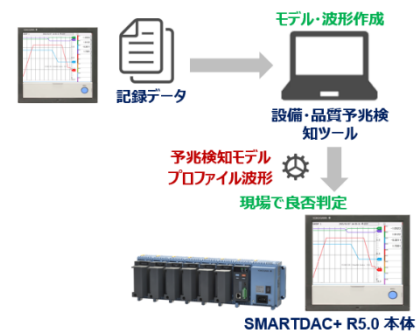 モデル・波形作成
記録データ
設備・品質予兆検
知ツール
予兆検知モデル
プロファイル波形
現場で良否判定
SMARTDAC+ R5.0 本体